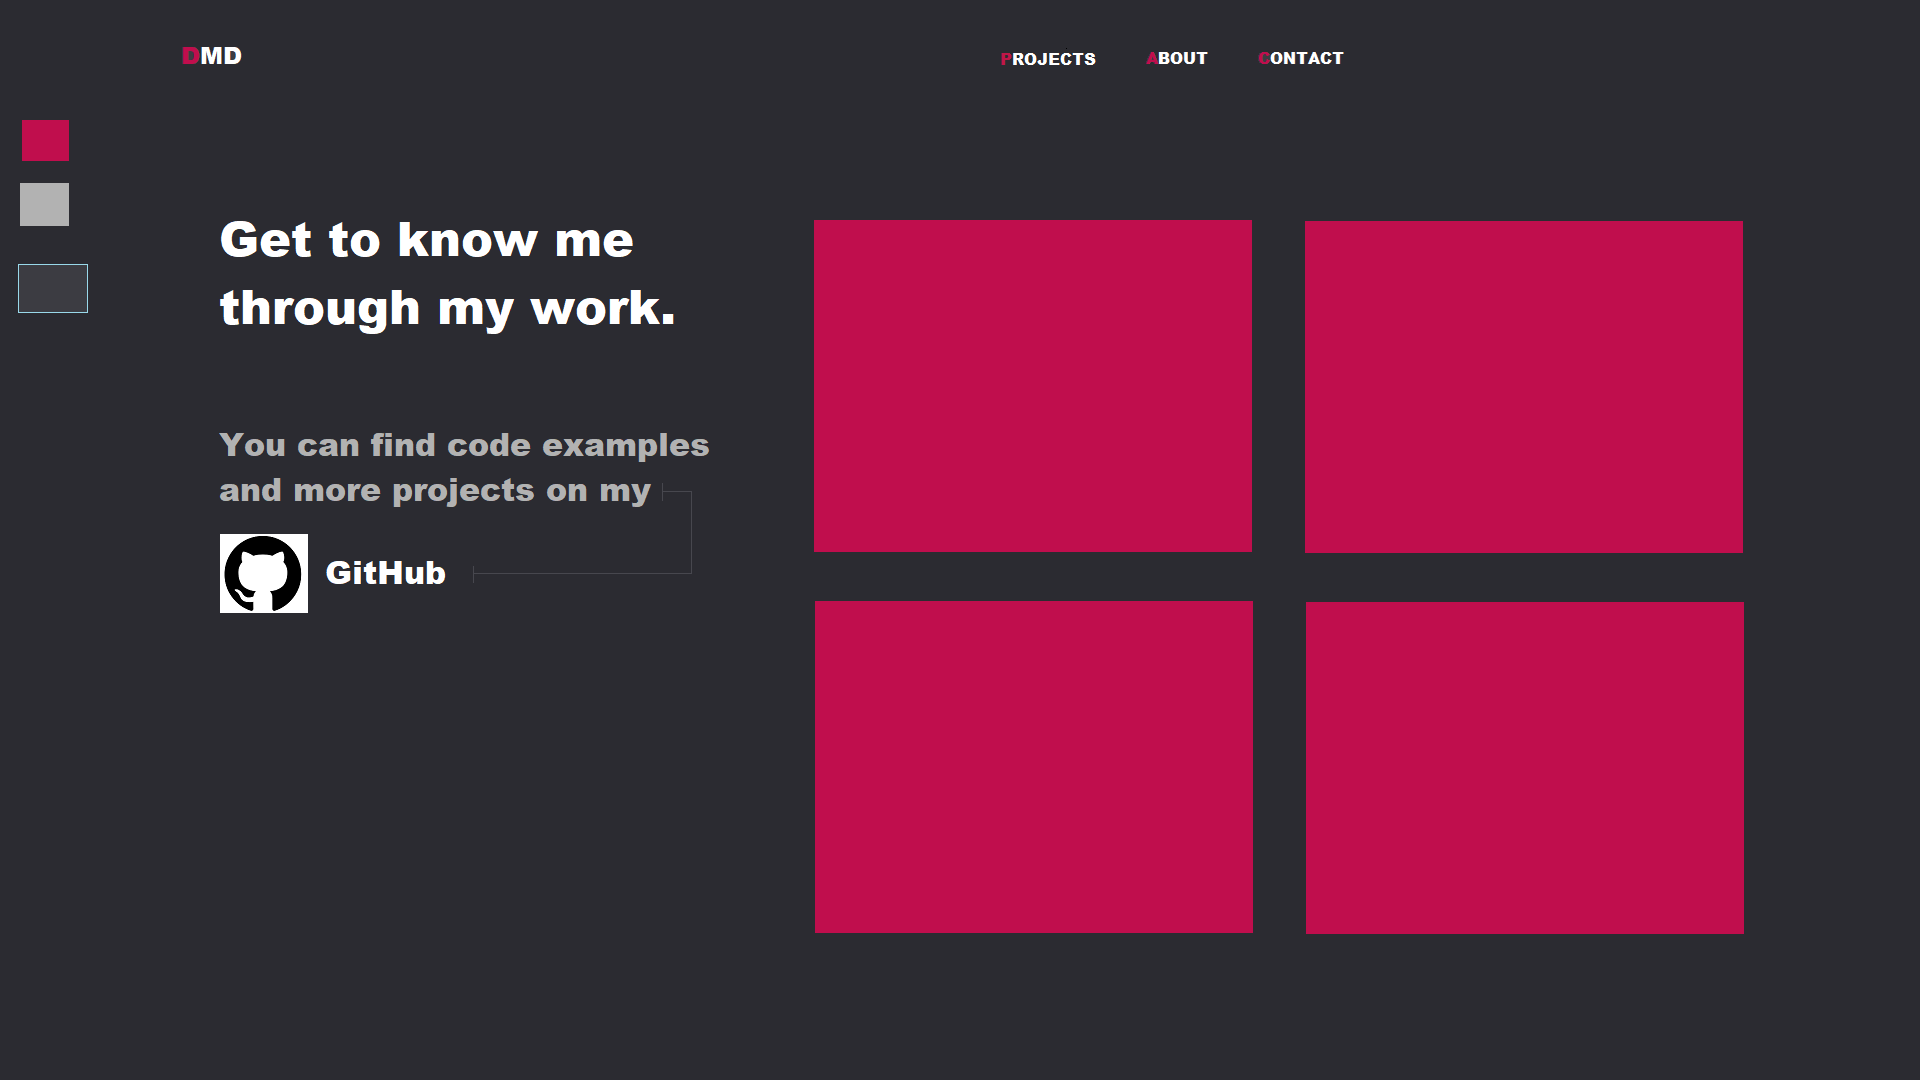 DMD
PROJECTS ABOUT CONTACT
Get to know me
through my work.
You can find code examples
and more projects on my
GitHub